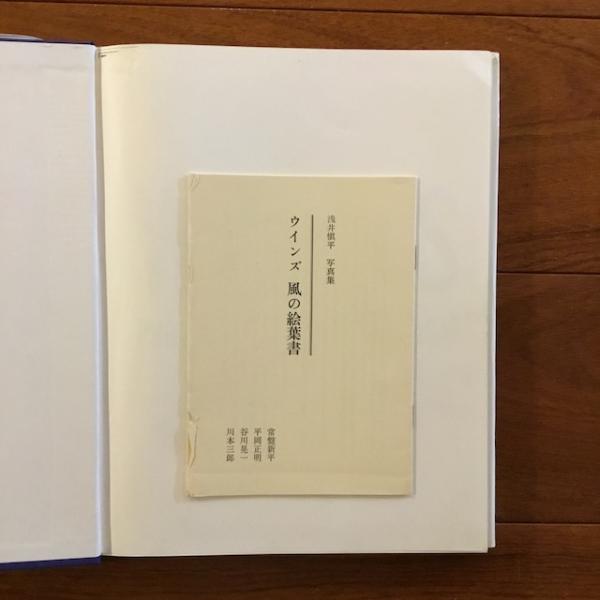 浅井愼平 写真集
ウインズ 風の絵葉書
常盤新平
平岡正明
谷川晃一
川本三郎